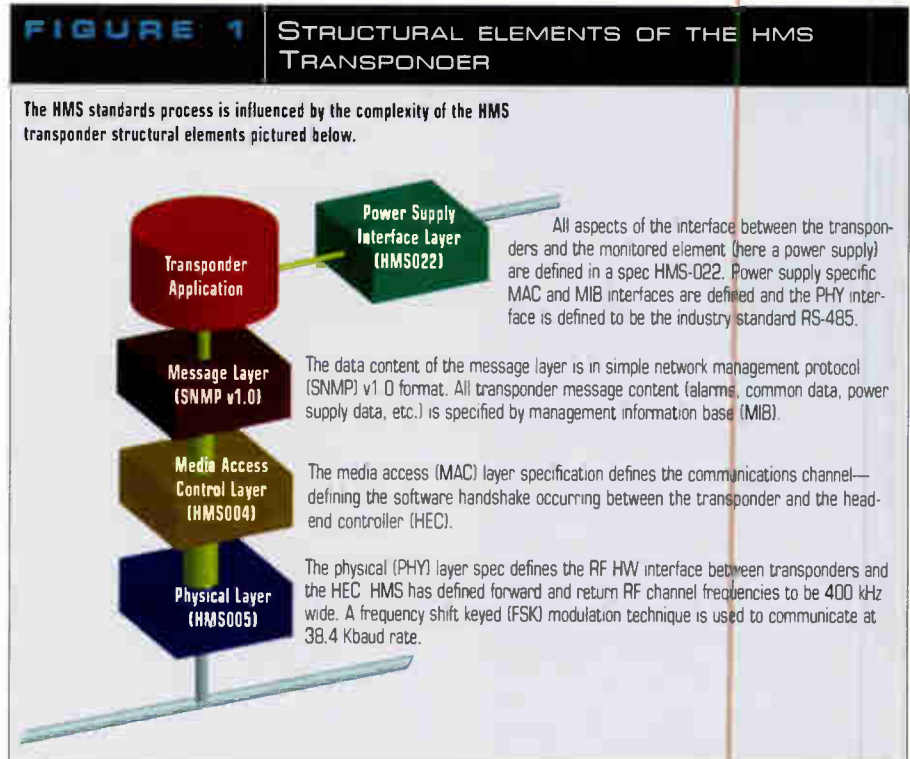 FIGURE 1
STRUCTURAL ELEMENTS OF THE HMS
TRANSPONDER
The HMS standards process is influenced by the complexity of the HMS
transponder structural elements pictured below.
Power Supply
Interface Layer
(HMS022)
Transponder
Application
All aspects of the interface between the transpon-
ders and the monitored element (here a power supply)
are defined in a spec HMS-022. Power supply specific
MAC and MIB interfaces are defined and the PHY inter-
face is defined to be the industry standard RS-485.
Message Layer
(SNMP v1.0)
The data content of the message layer is in simple network management protocol
(SNMP) v1 0 format. All transponder message content (alarms, common data, power
supply data, etc.) is specified by management information base (MIB).
Media Access
Control Layer
(HMS004)
The media access (MAC) layer specification defines the communications channel—
defining the software handshake occurring between the transponder and the head-
end controller (HEC).
Physical Layer
(HMS005)
The physical (PHY) layer spec defines the RF HW interface between transponders and
the HEC HMS has defined forward and return RF channel frequencies to be 400 kHz
wide. A frequency shift keyed (FSK) modulation technique is used to communicate at
38.4 Kbaud rate.